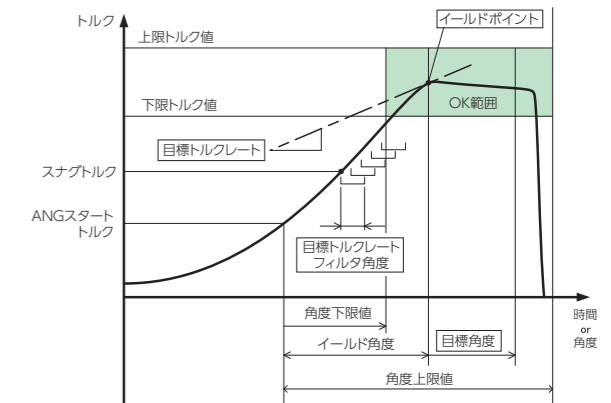 トルク
イールドポイント
上限トルク値
OK範囲
下限トルク値
目標トルクレート
スナグトルク
ANGスタート
トルク
目標トルクレート
フィルタ角度
時間
or
角度
角度下限値
イールド角度
目標角度
角度上限値